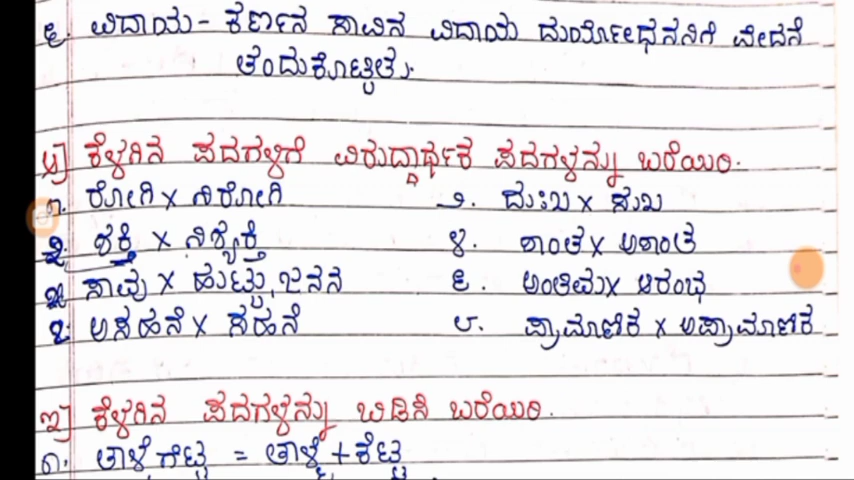 ೬. ವಿದಾಯ - ಕರ್ಣನ ಸಾವಿನ ವಿದಾಯ ದುರ್ಯೋಧನನಿಗೆ ವೇದನೆ
ತಂದುಕೊಟ್ಟಿತು.
ಕೆಳಗಿನ ಪದಗಳಿಗೆ ವಿರುದ್ಧಾರ್ಥಕ ಪದಗಳನ್ನು ಬರೆಯಿರಿ.
೧. ರೋಗಿ x ನಿರೋಗಿ ೨. ದುಃಖ x ಸುಖ
೩. ಶಕ್ತಿ x ನಿಶ್ಯಕ್ತಿ ೪. ಶಾಂತ x ಅಶಾಂತ
೫. ಸಾವು x ಹುಟ್ಟು, ಜನನ ೬. ಅಂತಿಮ x ಆರಂಭ
೭. ಅಸಹನೆ x ಸಹನೆ ೮. ಪ್ರಾಮಾಣಿಕ x ಅಪ್ರಾಮಾಣಿಕ
ಇ] ಕೆಳಗಿನ ಪದಗಳನ್ನು ಬಿಡಿಸಿ ಬರೆಯಿರಿ.
೧. ತಾಳ್ಮೆಗೆಟ್ಟ = ತಾಳ್ಮೆ + ಕೆಟ್ಟ